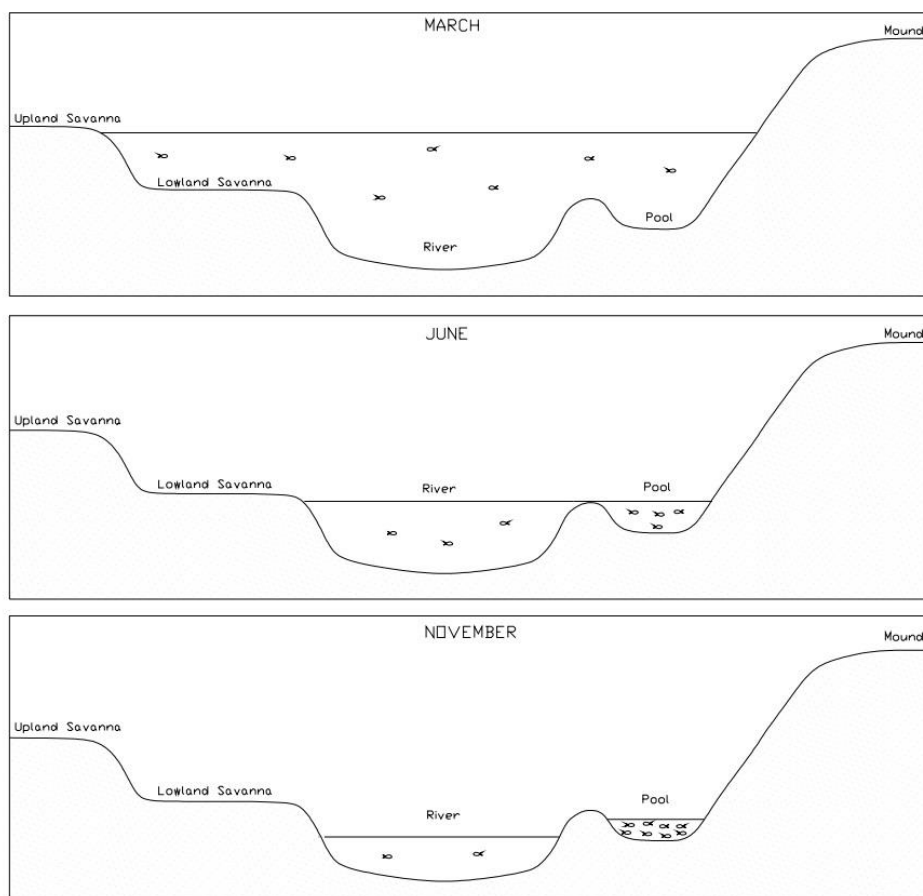 MARCH
Mound
Upland Savanna
Lowland Savanna
Pool
River
JUNE
Mound
Upland Savanna
Lowland Savanna
River
Pool
NOVEMBER
Mound
Upland Savanna
Lowland Savanna
Pool
River